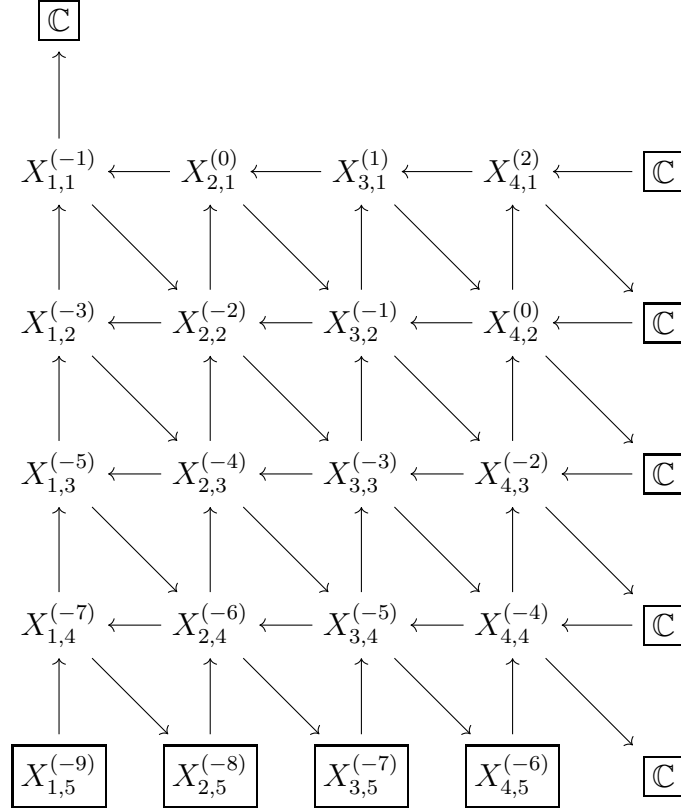 ℂ
X_{1,1}^{(-1)} X_{2,1}^{(0)} X_{3,1}^{(1)} X_{4,1}^{(2)} ℂ
X_{1,2}^{(-3)} X_{2,2}^{(-2)} X_{3,2}^{(-1)} X_{4,2}^{(0)} ℂ
X_{1,3}^{(-5)} X_{2,3}^{(-4)} X_{3,3}^{(-3)} X_{4,3}^{(-2)} ℂ
X_{1,4}^{(-7)} X_{2,4}^{(-6)} X_{3,4}^{(-5)} X_{4,4}^{(-4)} ℂ
X_{1,5}^{(-9)} X_{2,5}^{(-8)} X_{3,5}^{(-7)} X_{4,5}^{(-6)} ℂ